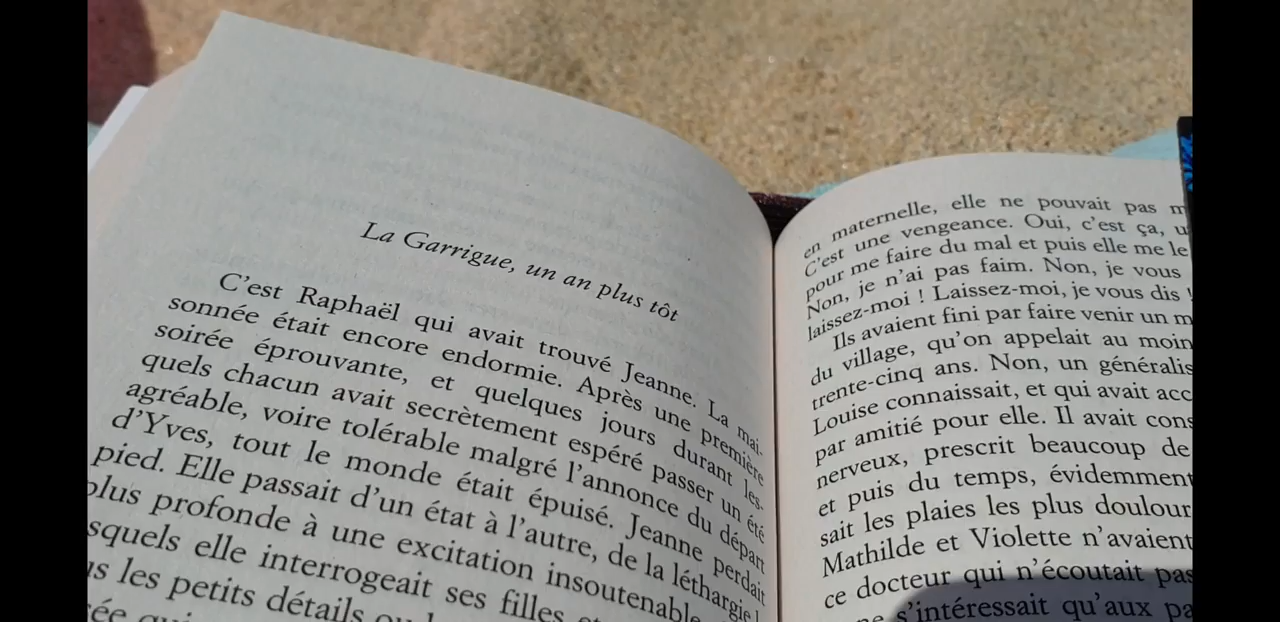 La Garrigue, un an plus tôt
C'est Raphaël qui avait trouvé Jeanne. La mai-
sonnée était encore endormie. Après une première
soirée éprouvante, et quelques jours durant les-
quels chacun avait secrètement espéré passer un été
agréable, voire tolérable malgré l'annonce du départ
d'Yves, tout le monde était épuisé. Jeanne perdait
pied. Elle passait d'un état à l'autre, de la léthargie
plus profonde à une excitation insoutenable
squels elle interrogeait ses filles
les petits détails
en maternelle, elle ne pouvait pas
C'est une vengeance. Oui, c'est ça,
pour me faire du mal et puis elle me le
Non, je n'ai pas faim. Non, je vous
laissez-moi ! Laissez-moi, je vous dis !
Ils avaient fini par faire venir un
du village, qu'on appelait au moin
trente-cinq ans. Non, un généralis
Louise connaissait, et qui avait acc
par amitié pour elle. Il avait cons
nerveux, prescrit beaucoup de
et puis du temps, évidemment
sait les plaies les plus doulour
Mathilde et Violette n'avaient
ce docteur qui n'écoutait pas
s'intéressait qu'aux pa